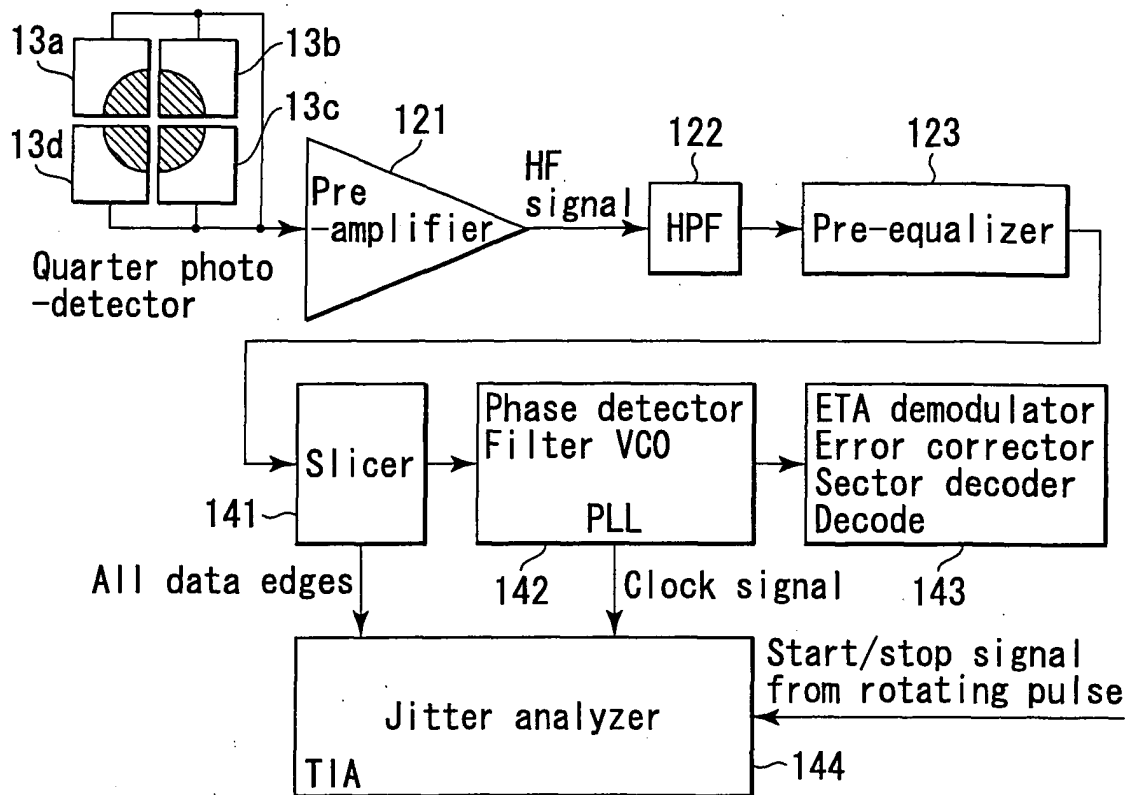 13a
13b
13c
13d
Quarter photo
-detector
121
Pre
-amplifier
HF
signal
122
HPF
123
Pre-equalizer
Slicer
141
Phase detector
Filter VCO
PLL
142
ETA demodulator
Error corrector
Sector decoder
Decode
143
All data edges
Clock signal
Jitter analyzer
TIA
144
Start/stop signal
from rotating pulse